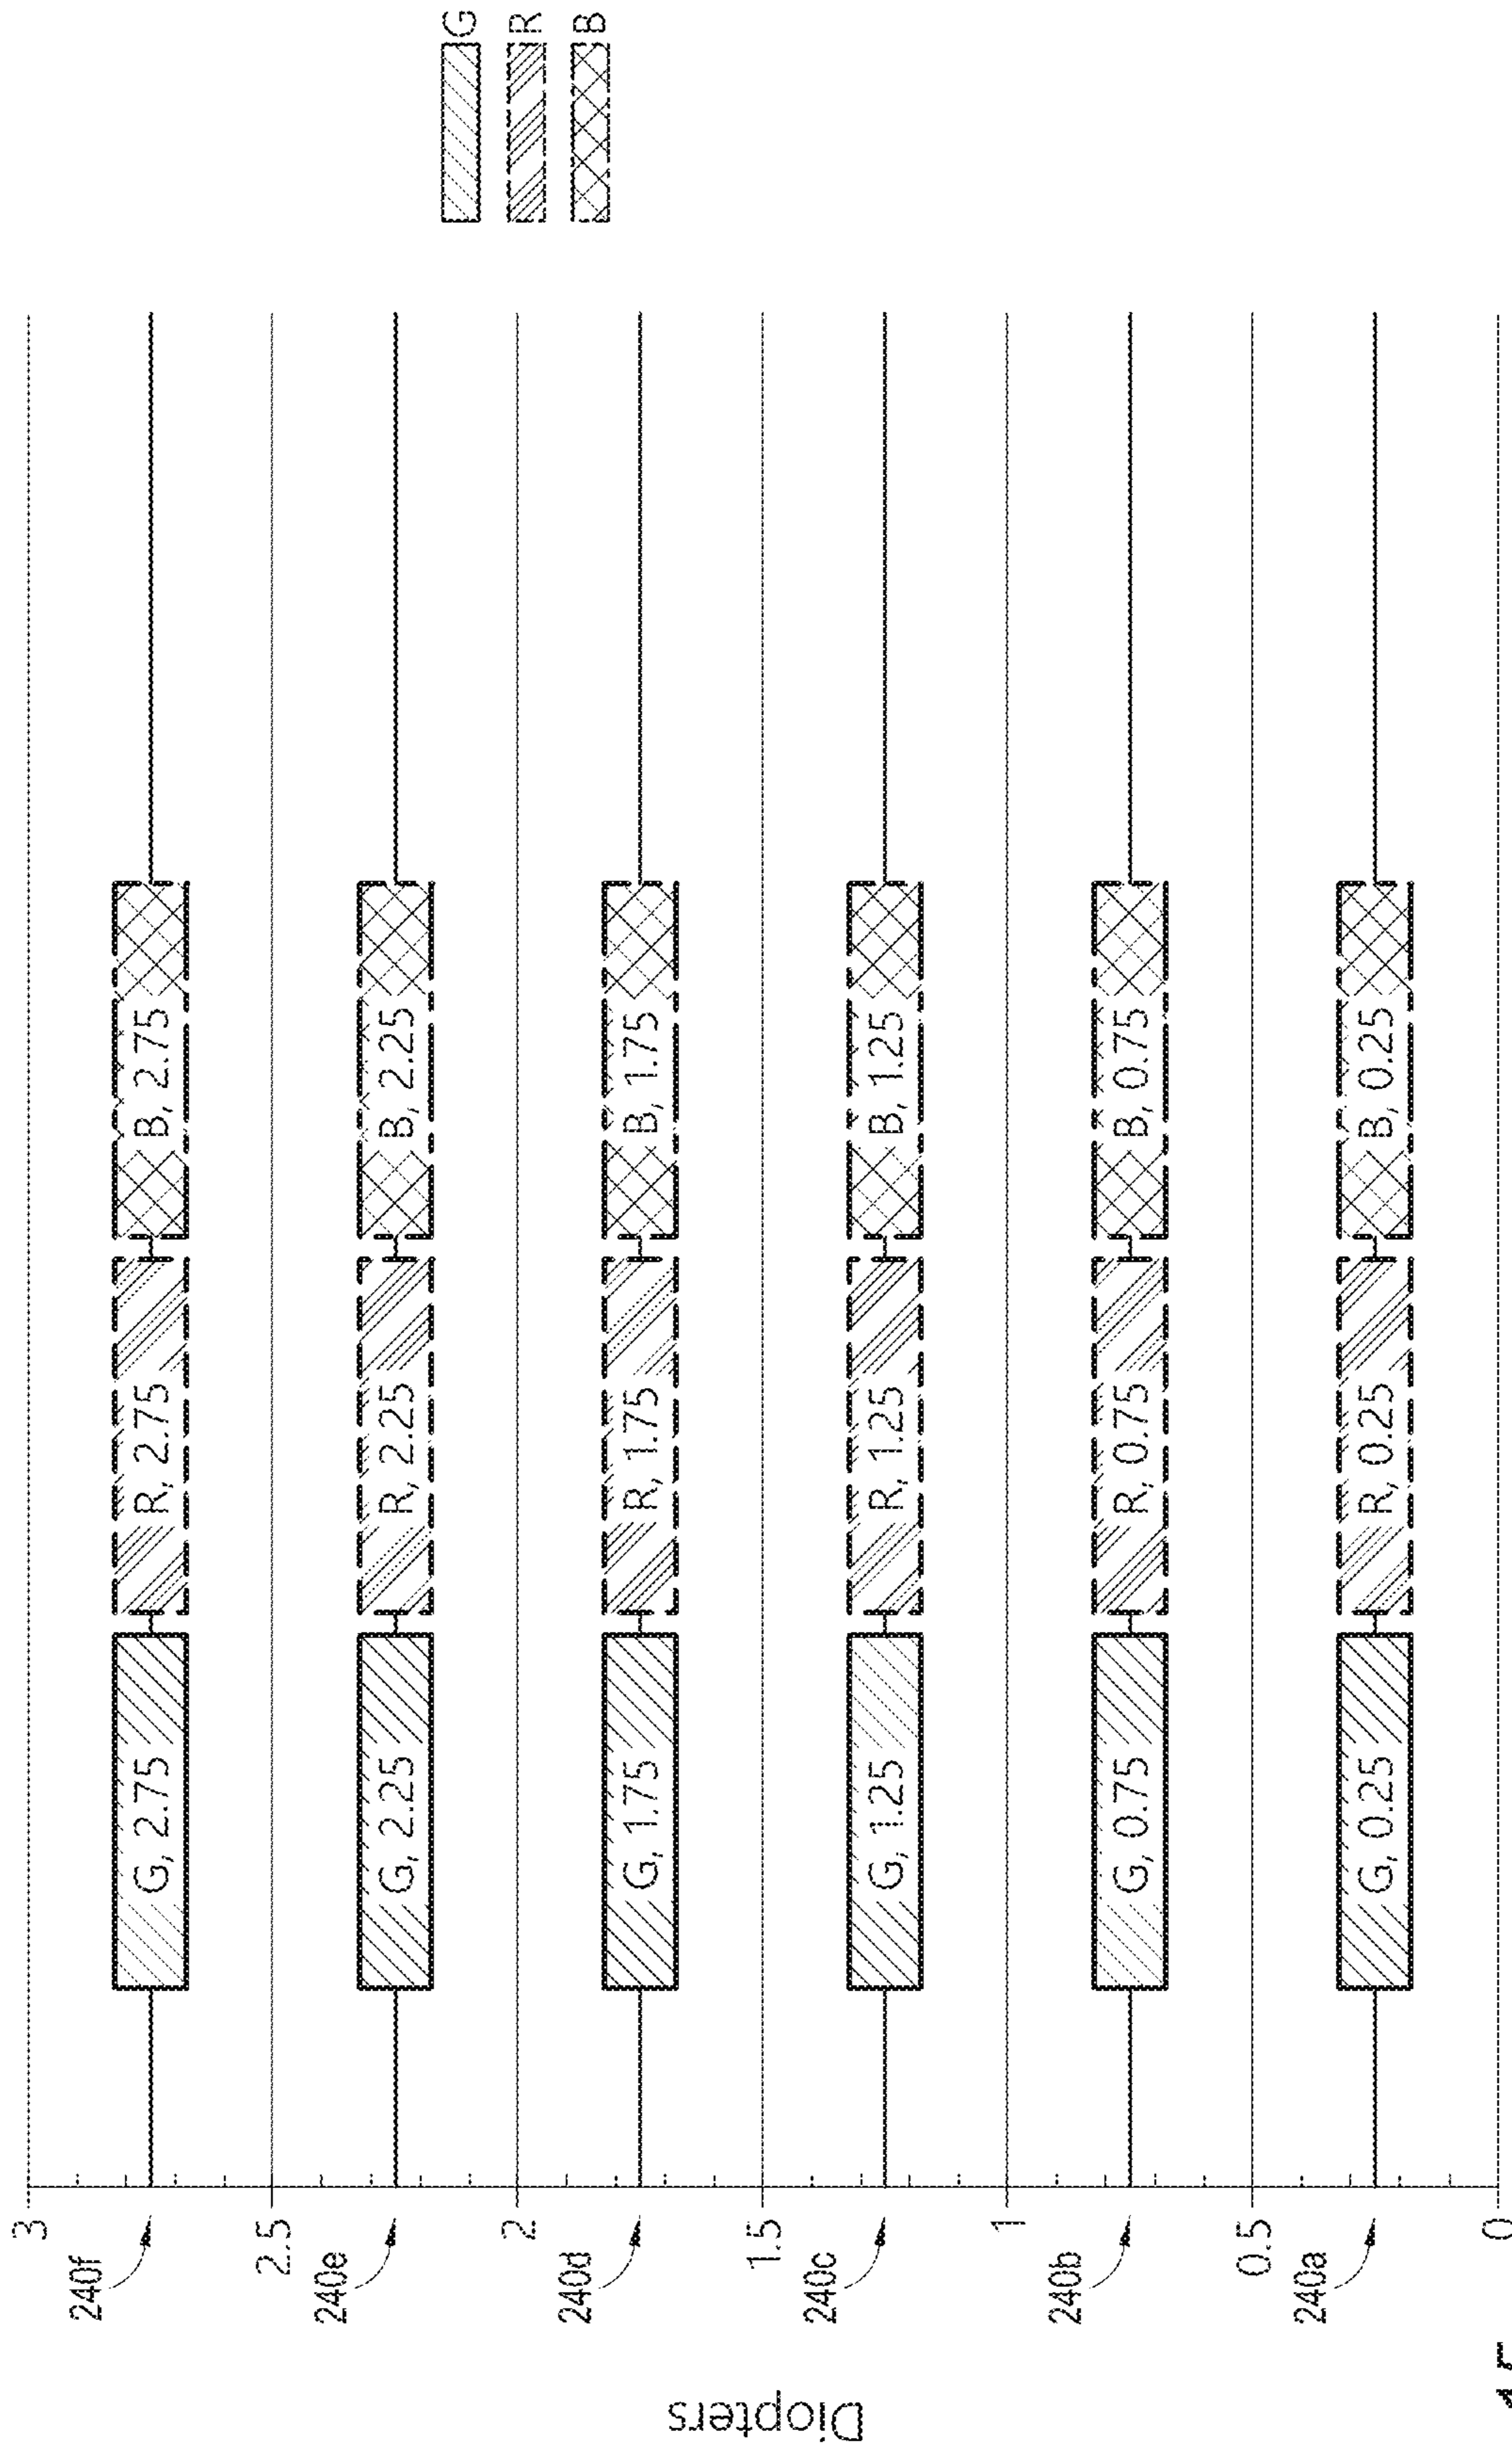 3
240f
G, 2.75
R, 2.75
B, 2.75
2.5
240e
G, 2.25
R, 2.25
B, 2.25
2
240d
G, 1.75
R, 1.75
B, 1.75
1.5
240c
G, 1.25
R, 1.25
B, 1.25
1
240b
G, 0.75
R, 0.75
B, 0.75
0.5
240a
G, 0.25
R, 0.25
B, 0.25
0
Diopters
G
R
B